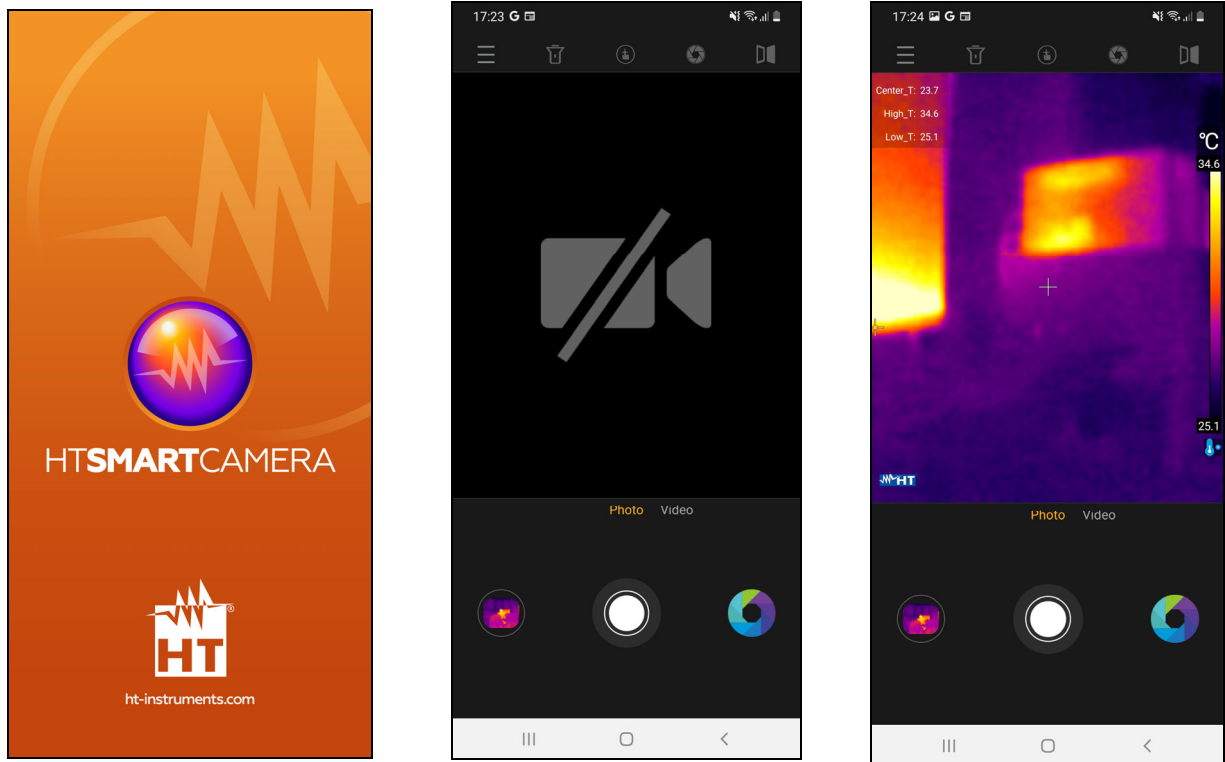 HTSMARTCAMERA
HT®
ht-instruments.com
17:23 G
Photo Video
17:24 G
Center_T: 23.7
High_T: 34.6
Low_T: 25.1
°C
34.6
25.1
HT
Photo Video